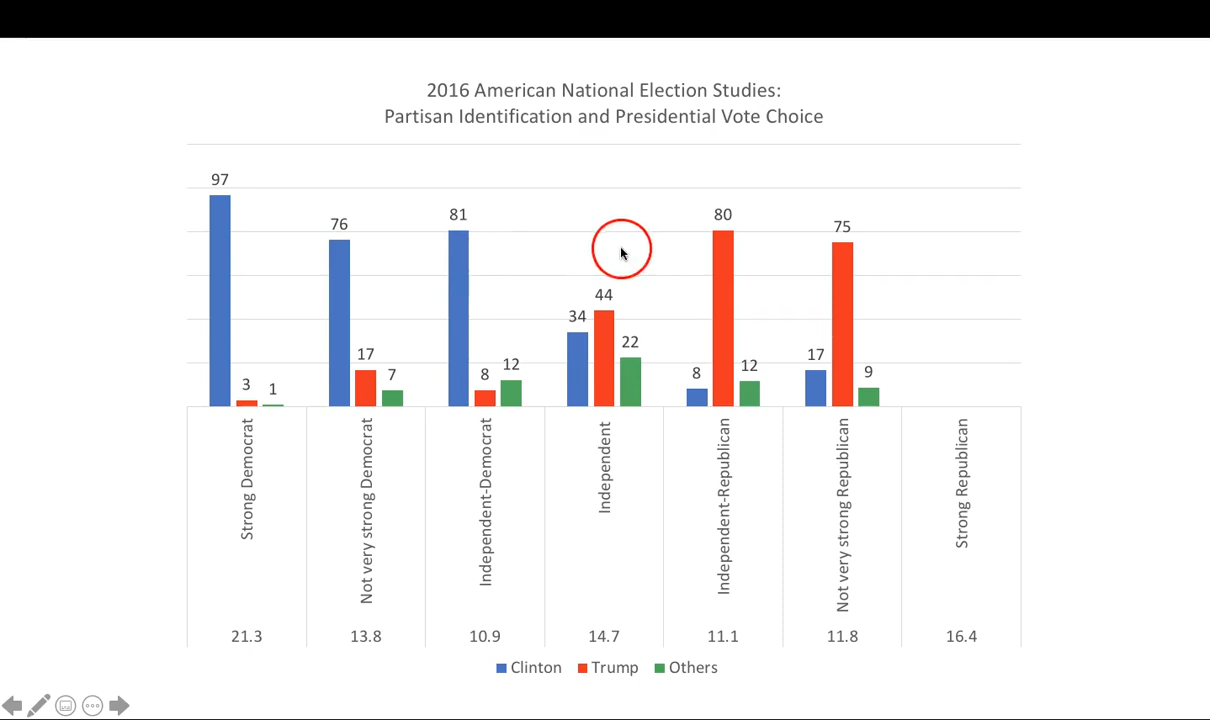 2016 American National Election Studies:
Partisan Identification and Presidential Vote Choice
97
3
1
76
17
7
81
8
12
34
44
22
8
80
12
17
75
9
Strong Democrat
Not very strong Democrat
Independent-Democrat
Independent
Independent-Republican
Not very strong Republican
Strong Republican
21.3
13.8
10.9
14.7
11.1
11.8
16.4
Clinton
Trump
Others